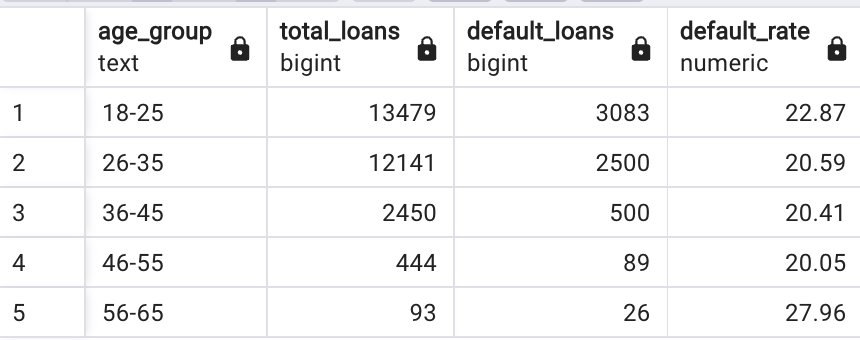 age_group total_loans default_loans default_rate
text bigint bigint numeric
1 18-25 13479 3083 22.87
2 26-35 12141 2500 20.59
3 36-45 2450 500 20.41
4 46-55 444 89 20.05
5 56-65 93 26 27.96